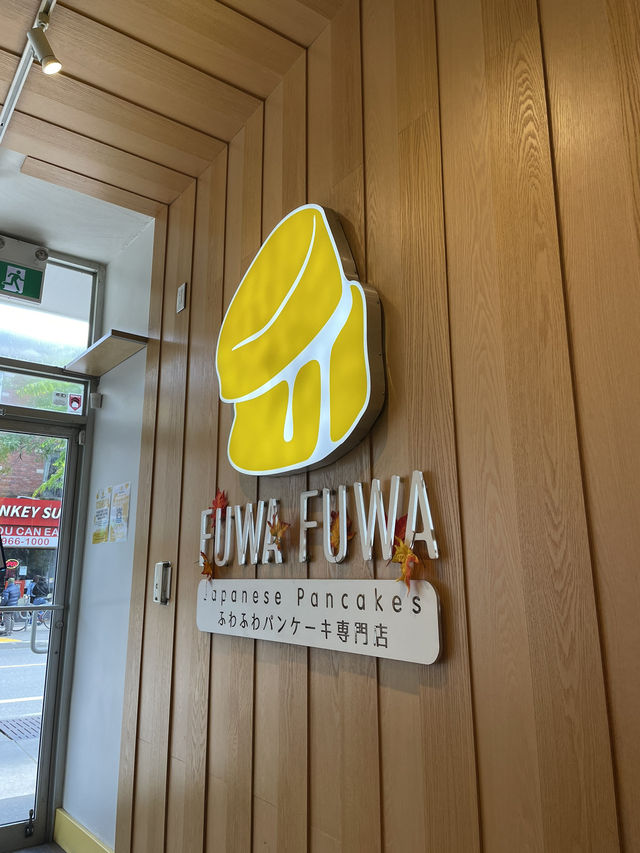 FUWA FUWA
Japanese Pancakes
ふわふわパンケーキ専門店
NKEY SU
OU CAN EA
966-1000